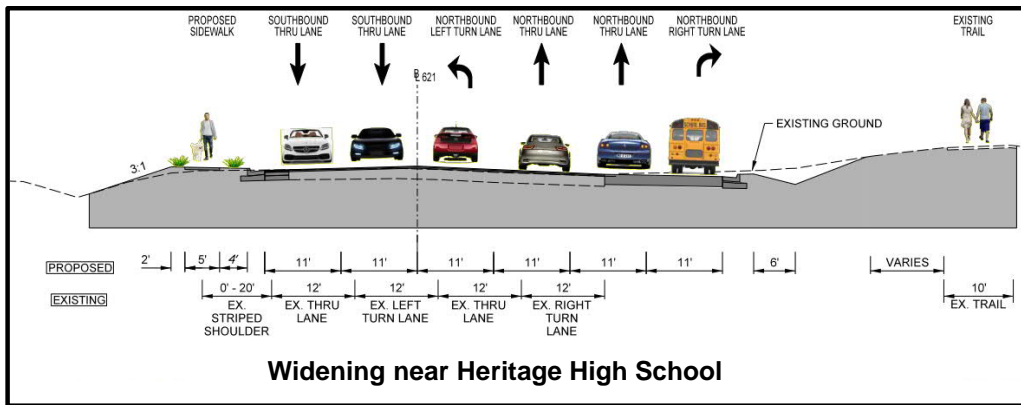 PROPOSED
SIDEWALK
SOUTHBOUND
THRU LANE
SOUTHBOUND
THRU LANE
NORTHBOUND
LEFT TURN LANE
NORTHBOUND
THRU LANE
NORTHBOUND
THRU LANE
NORTHBOUND
RIGHT TURN LANE
EXISTING
TRAIL
621
EXISTING GROUND
SCHOOL BUS
3:1
PROPOSED
2'
5'
4'
11'
11'
11'
11'
11'
11'
6'
VARIES
EXISTING
0' - 20'
EX.
STRIPED
SHOULDER
12'
EX. THRU
LANE
12'
EX. LEFT
TURN LANE
12'
EX. THRU
LANE
12'
EX. RIGHT
TURN
LANE
10'
EX. TRAIL
Widening near Heritage High School